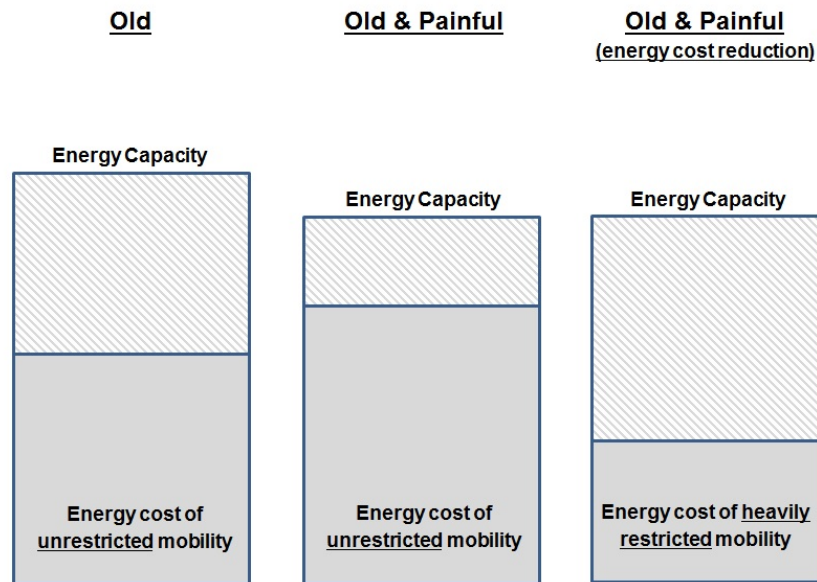 Old
Old & Painful
Old & Painful
(energy cost reduction)
Energy Capacity
Energy Capacity
Energy Capacity
Energy cost of
unrestricted mobility
Energy cost of
unrestricted mobility
Energy cost of heavily
restricted mobility